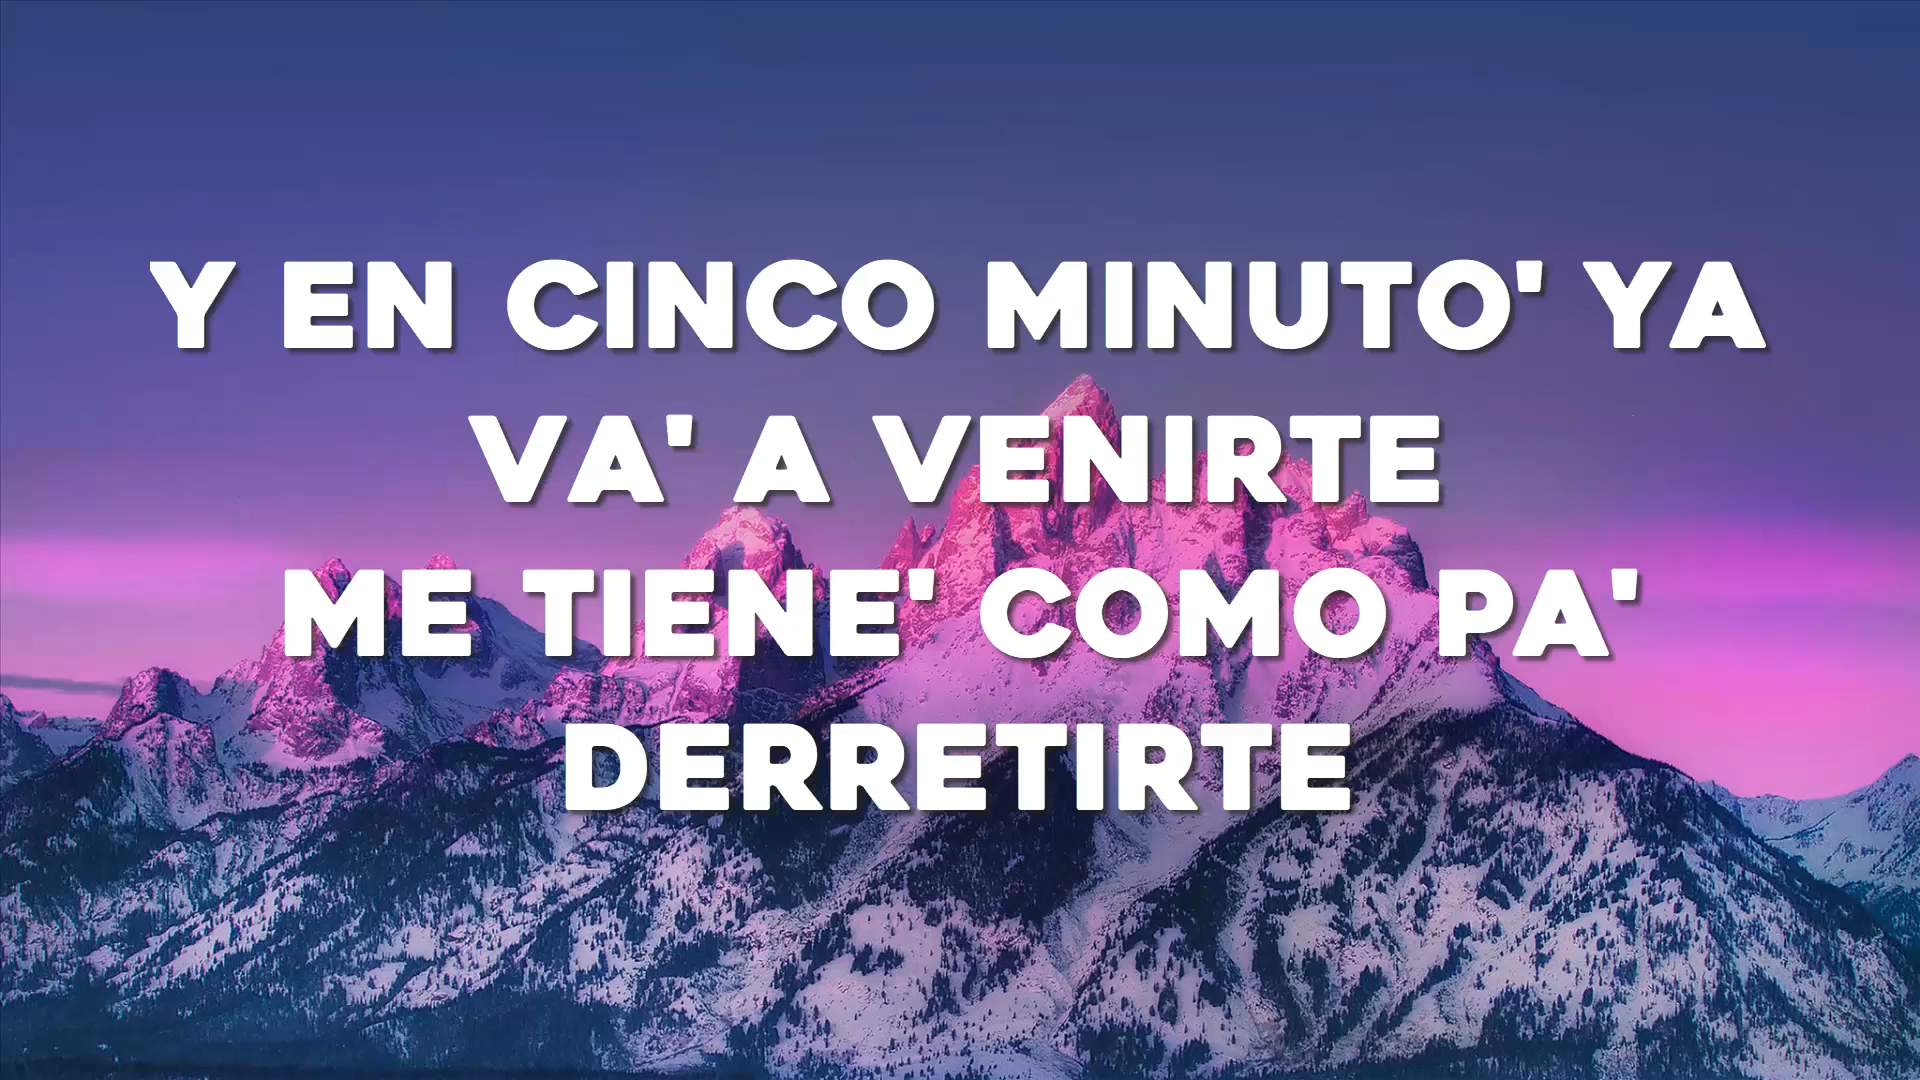 Y EN CINCO MINUTO' YA
VA' A VENIRTE
ME TIENE' COMO PA'
DERRETIRTE